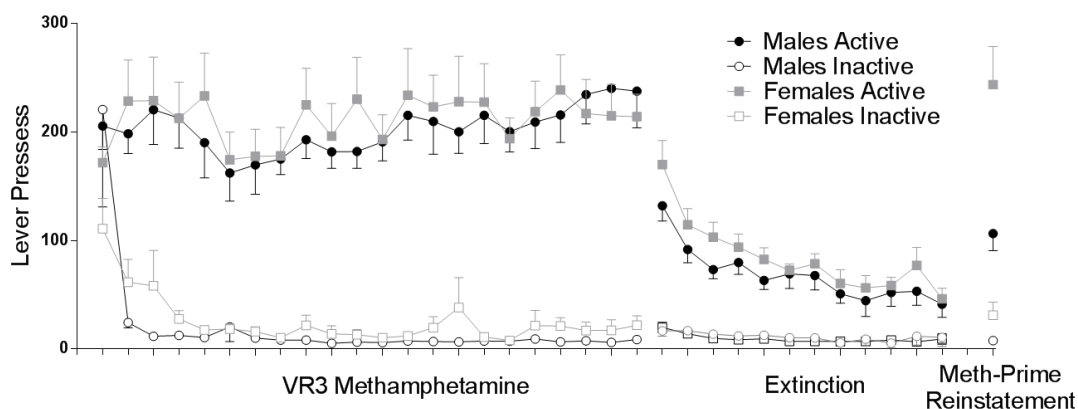 300
200
100
0
Lever Pressess
Males Active
Males Inactive
Females Active
Females Inactive
VR3 Methamphetamine
Extinction
Meth-Prime
Reinstatement